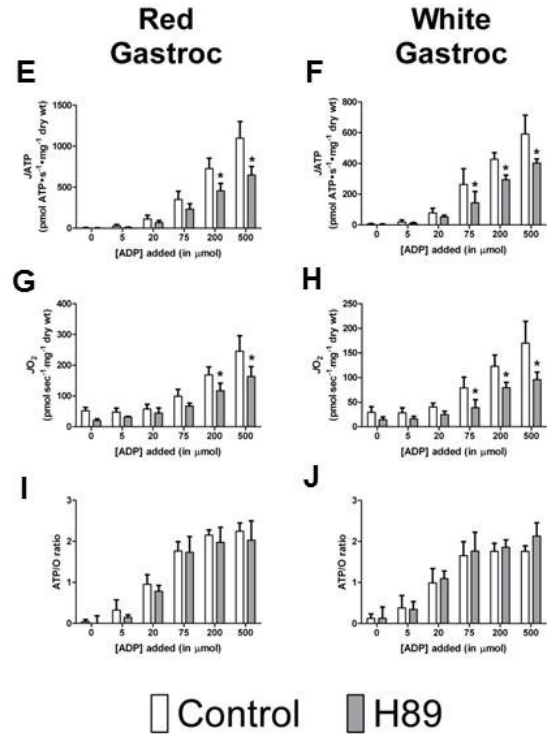 Red
Gastroc
White
Gastroc
E
JATP
(pmol ATP•s⁻¹•mg⁻¹ dry wt)
1500
1000
500
0
*
*
0 5 20 75 200 500
[ADP] added (in μmol)
F
JATP
(pmol ATP•s⁻¹•mg⁻¹ dry wt)
800
600
400
200
0
*
*
*
0 5 20 75 200 500
[ADP] added (in μmol)
G
JO₂
(pmol·sec⁻¹·mg⁻¹ dry wt)
400
300
200
100
0
*
*
0 5 20 75 200 500
[ADP] added (in μmol)
H
JO₂
(pmol·sec⁻¹·mg⁻¹ dry wt)
250
200
150
100
50
0
*
*
*
0 5 20 75 200 500
[ADP] added (in μmol)
I
ATP/O ratio
3
2
1
0
0 5 20 75 200 500
[ADP] added (in μmol)
J
ATP/O ratio
3
2
1
0
0 5 20 75 200 500
[ADP] added (in μmol)
Control H89